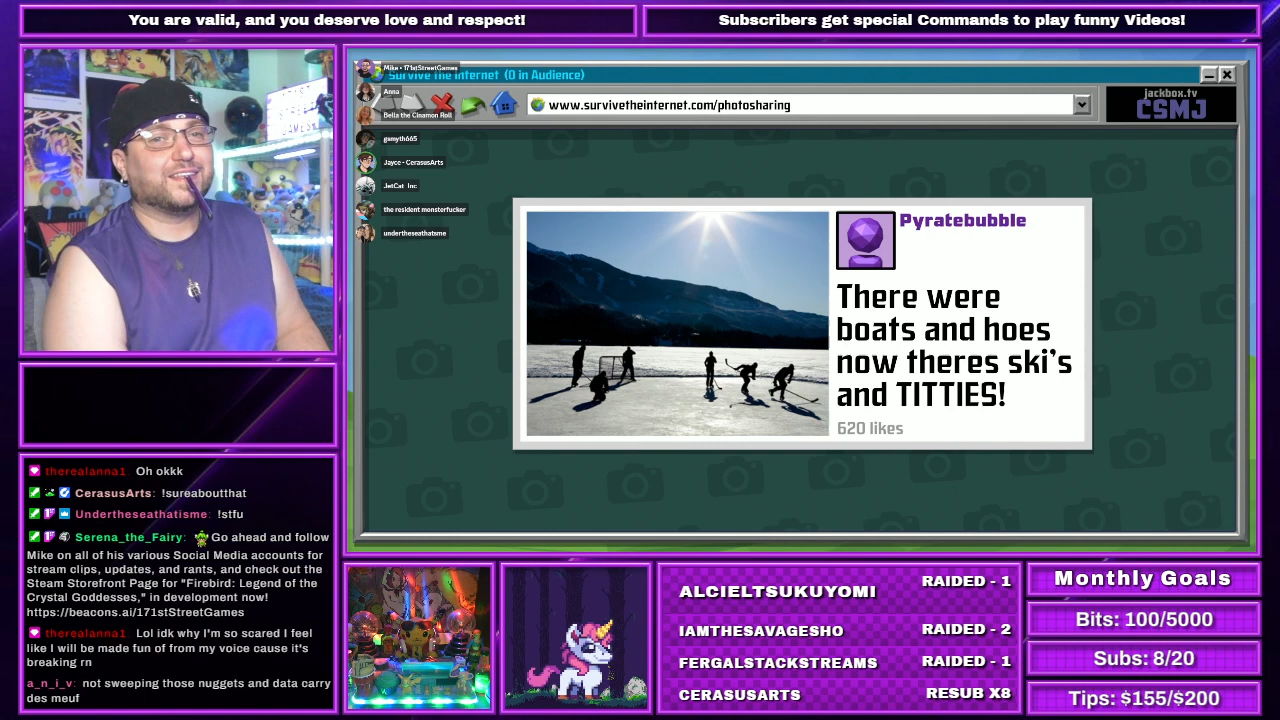 You are valid, and you deserve love and respect!
Subscribers get special Commands to play funny Videos!
Mike • 171stStreetGames
Survive the Internet (0 in Audience)
Anna
www.survivetheinternet.com/photosharing
jackbox.tv
CSMJ
Bella the Cinamon Roll
gsmyth665
Jayce - CerasusArts
JetCat Inc
the resident monsterfucker
undertheseathatsme
Pyratebubble
There were
boats and hoes
now theres ski's
and TITTIES!
620 likes
therealanna1: Oh okkk
CerasusArts: !sureaboutthat
Undertheseathatisme: !stfu
Serena_the_Fairy: Go ahead and follow
Mike on all of his various Social Media accounts for
stream clips, updates, and rants, and check out the
Steam Storefront Page for "Firebird: Legend of the
Crystal Goddesses," in development now!
https://beacons.ai/171stStreetGames
therealanna1: Lol idk why I'm so scared I feel
like I will be made fun of from my voice cause it's
breaking rn
a_n_i_v: not sweeping those nuggets and data carry
des meuf
ALCIELTSUKUYOMI RAIDED - 1
IAMTHESAVAGESHO RAIDED - 2
FERGALSTACKSTREAMS RAIDED - 1
CERASUSARTS RESUB X8
Monthly Goals
Bits: 100/5000
Subs: 8/20
Tips: $155/$200